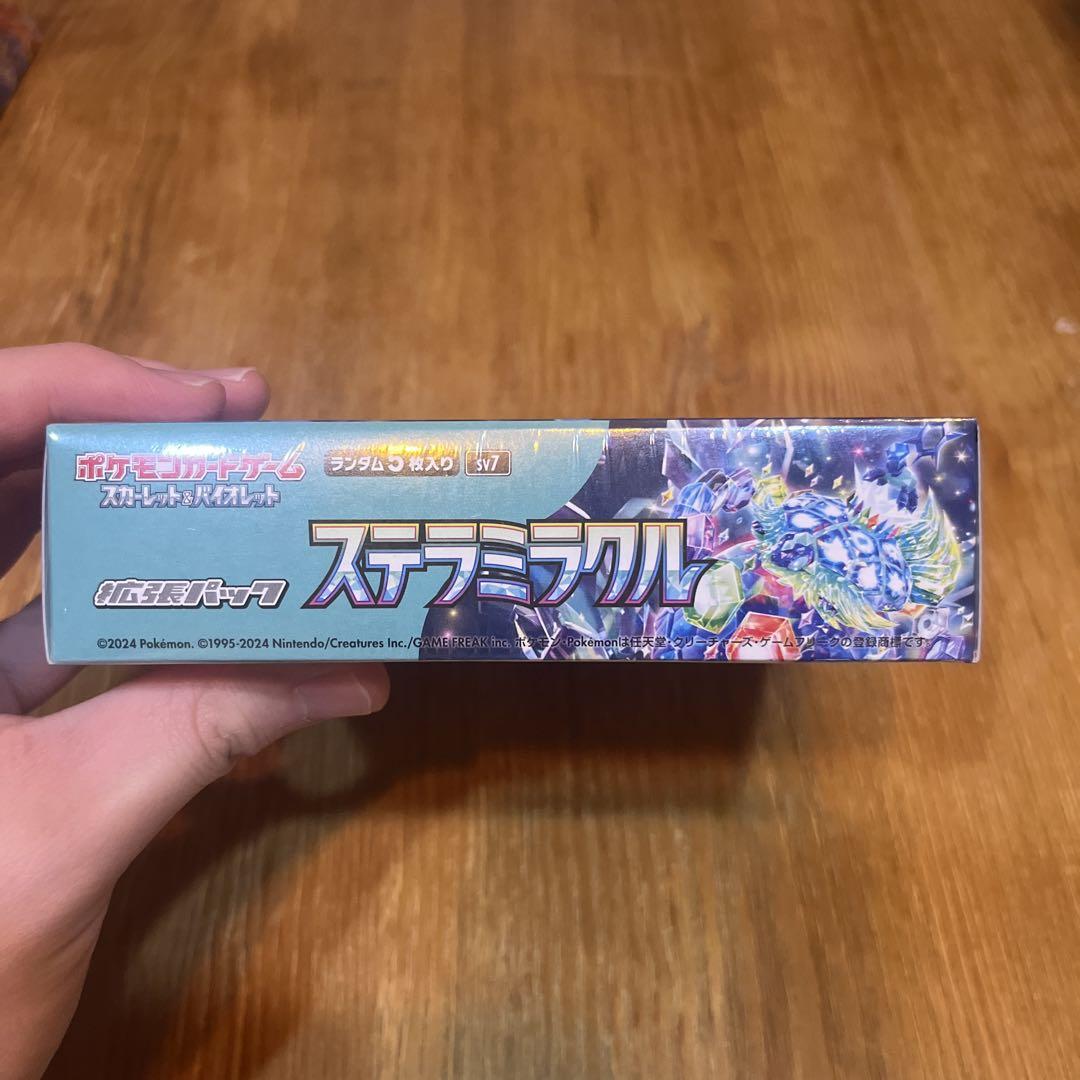 ポケモンカードゲーム
スカーレット&バイオレット
ランダム5枚入り
sv7
ステラミラクル
拡張パック
©2024 Pokémon. ©1995-2024 Nintendo/Creatures Inc./GAME FREAK inc. ポケモン・Pokémonは任天堂・クリーチャーズ・ゲームフリークの登録商標です。